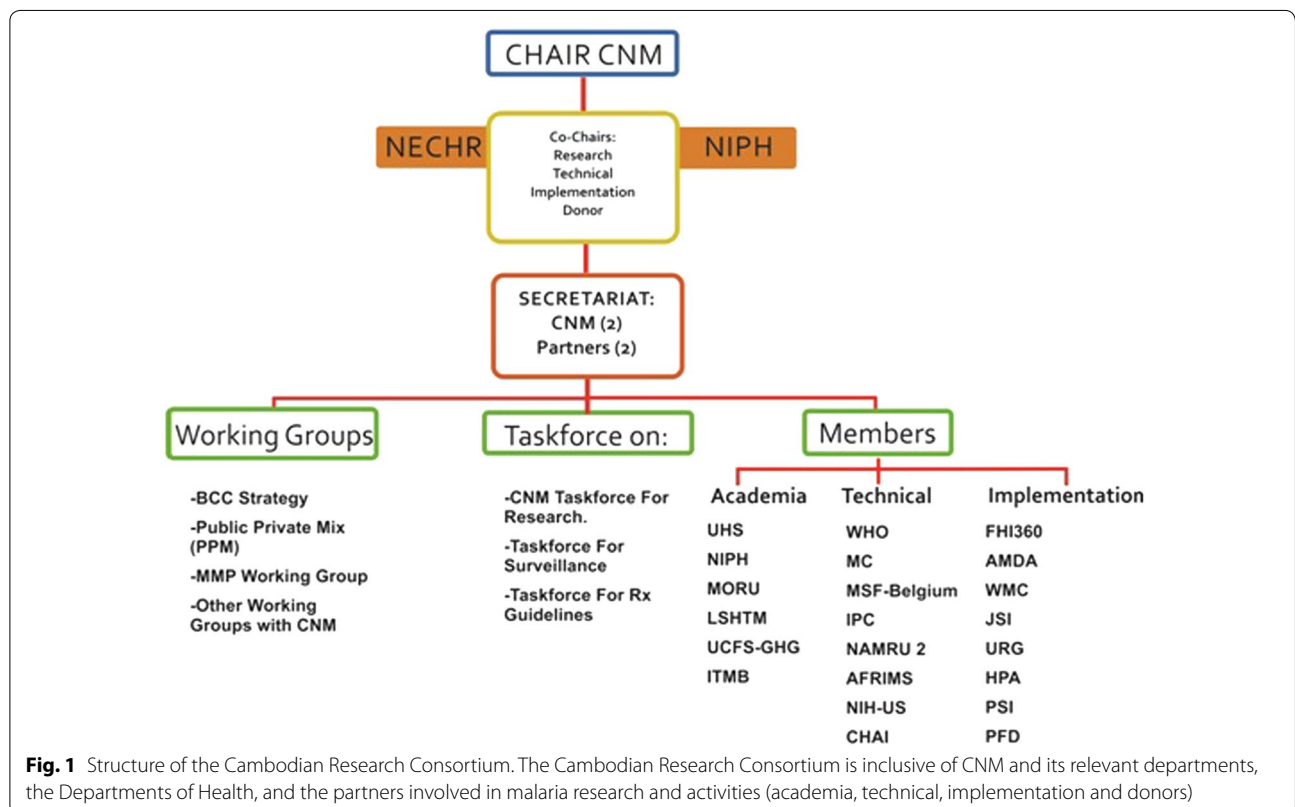 CHAIR CNM
NECHR
Co-Chairs:
Research
Technical
Implementation
Donor
NIPH
SECRETARIAT:
CNM (2)
Partners (2)
Working Groups
-BCC Strategy
-Public Private Mix
(PPM)
-MMP Working Group
-Other Working
Groups with CNM
Taskforce on:
-CNM Taskforce For
Research.
-Taskforce For
Surveillance
-Taskforce For Rx
Guidelines
Members
Academia
UHS
NIPH
MORU
LSHTM
UCFS-GHG
ITMB
Technical
WHO
MC
MSF-Belgium
IPC
NAMRU 2
AFRIMS
NIH-US
CHAI
Implementation
FHI360
AMDA
WMC
JSI
URG
HPA
PSI
PFD
Fig. 1 Structure of the Cambodian Research Consortium. The Cambodian Research Consortium is inclusive of CNM and its relevant departments,
the Departments of Health, and the partners involved in malaria research and activities (academia, technical, implementation and donors)